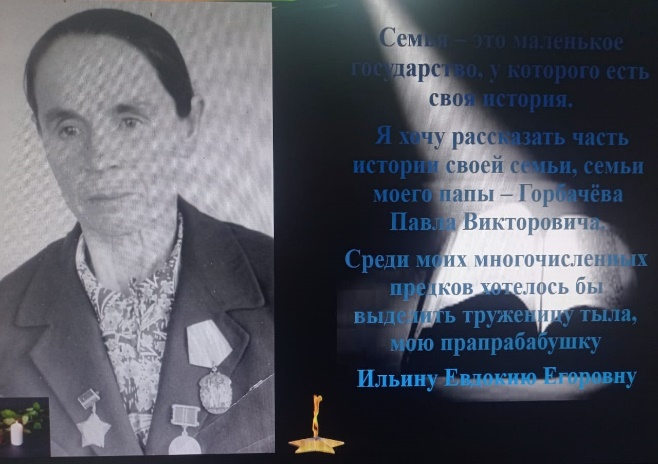 Семья – это маленькое
государство, у которого есть
своя история.
Я хочу рассказать часть
истории своей семьи, семьи
моего папы – Горбачёва
Павла Викторовича.
Среди моих многочисленных
предков хотелось бы
выделить труженицу тыла,
мою прапрабабушку
Ильину Евдокию Егоровну